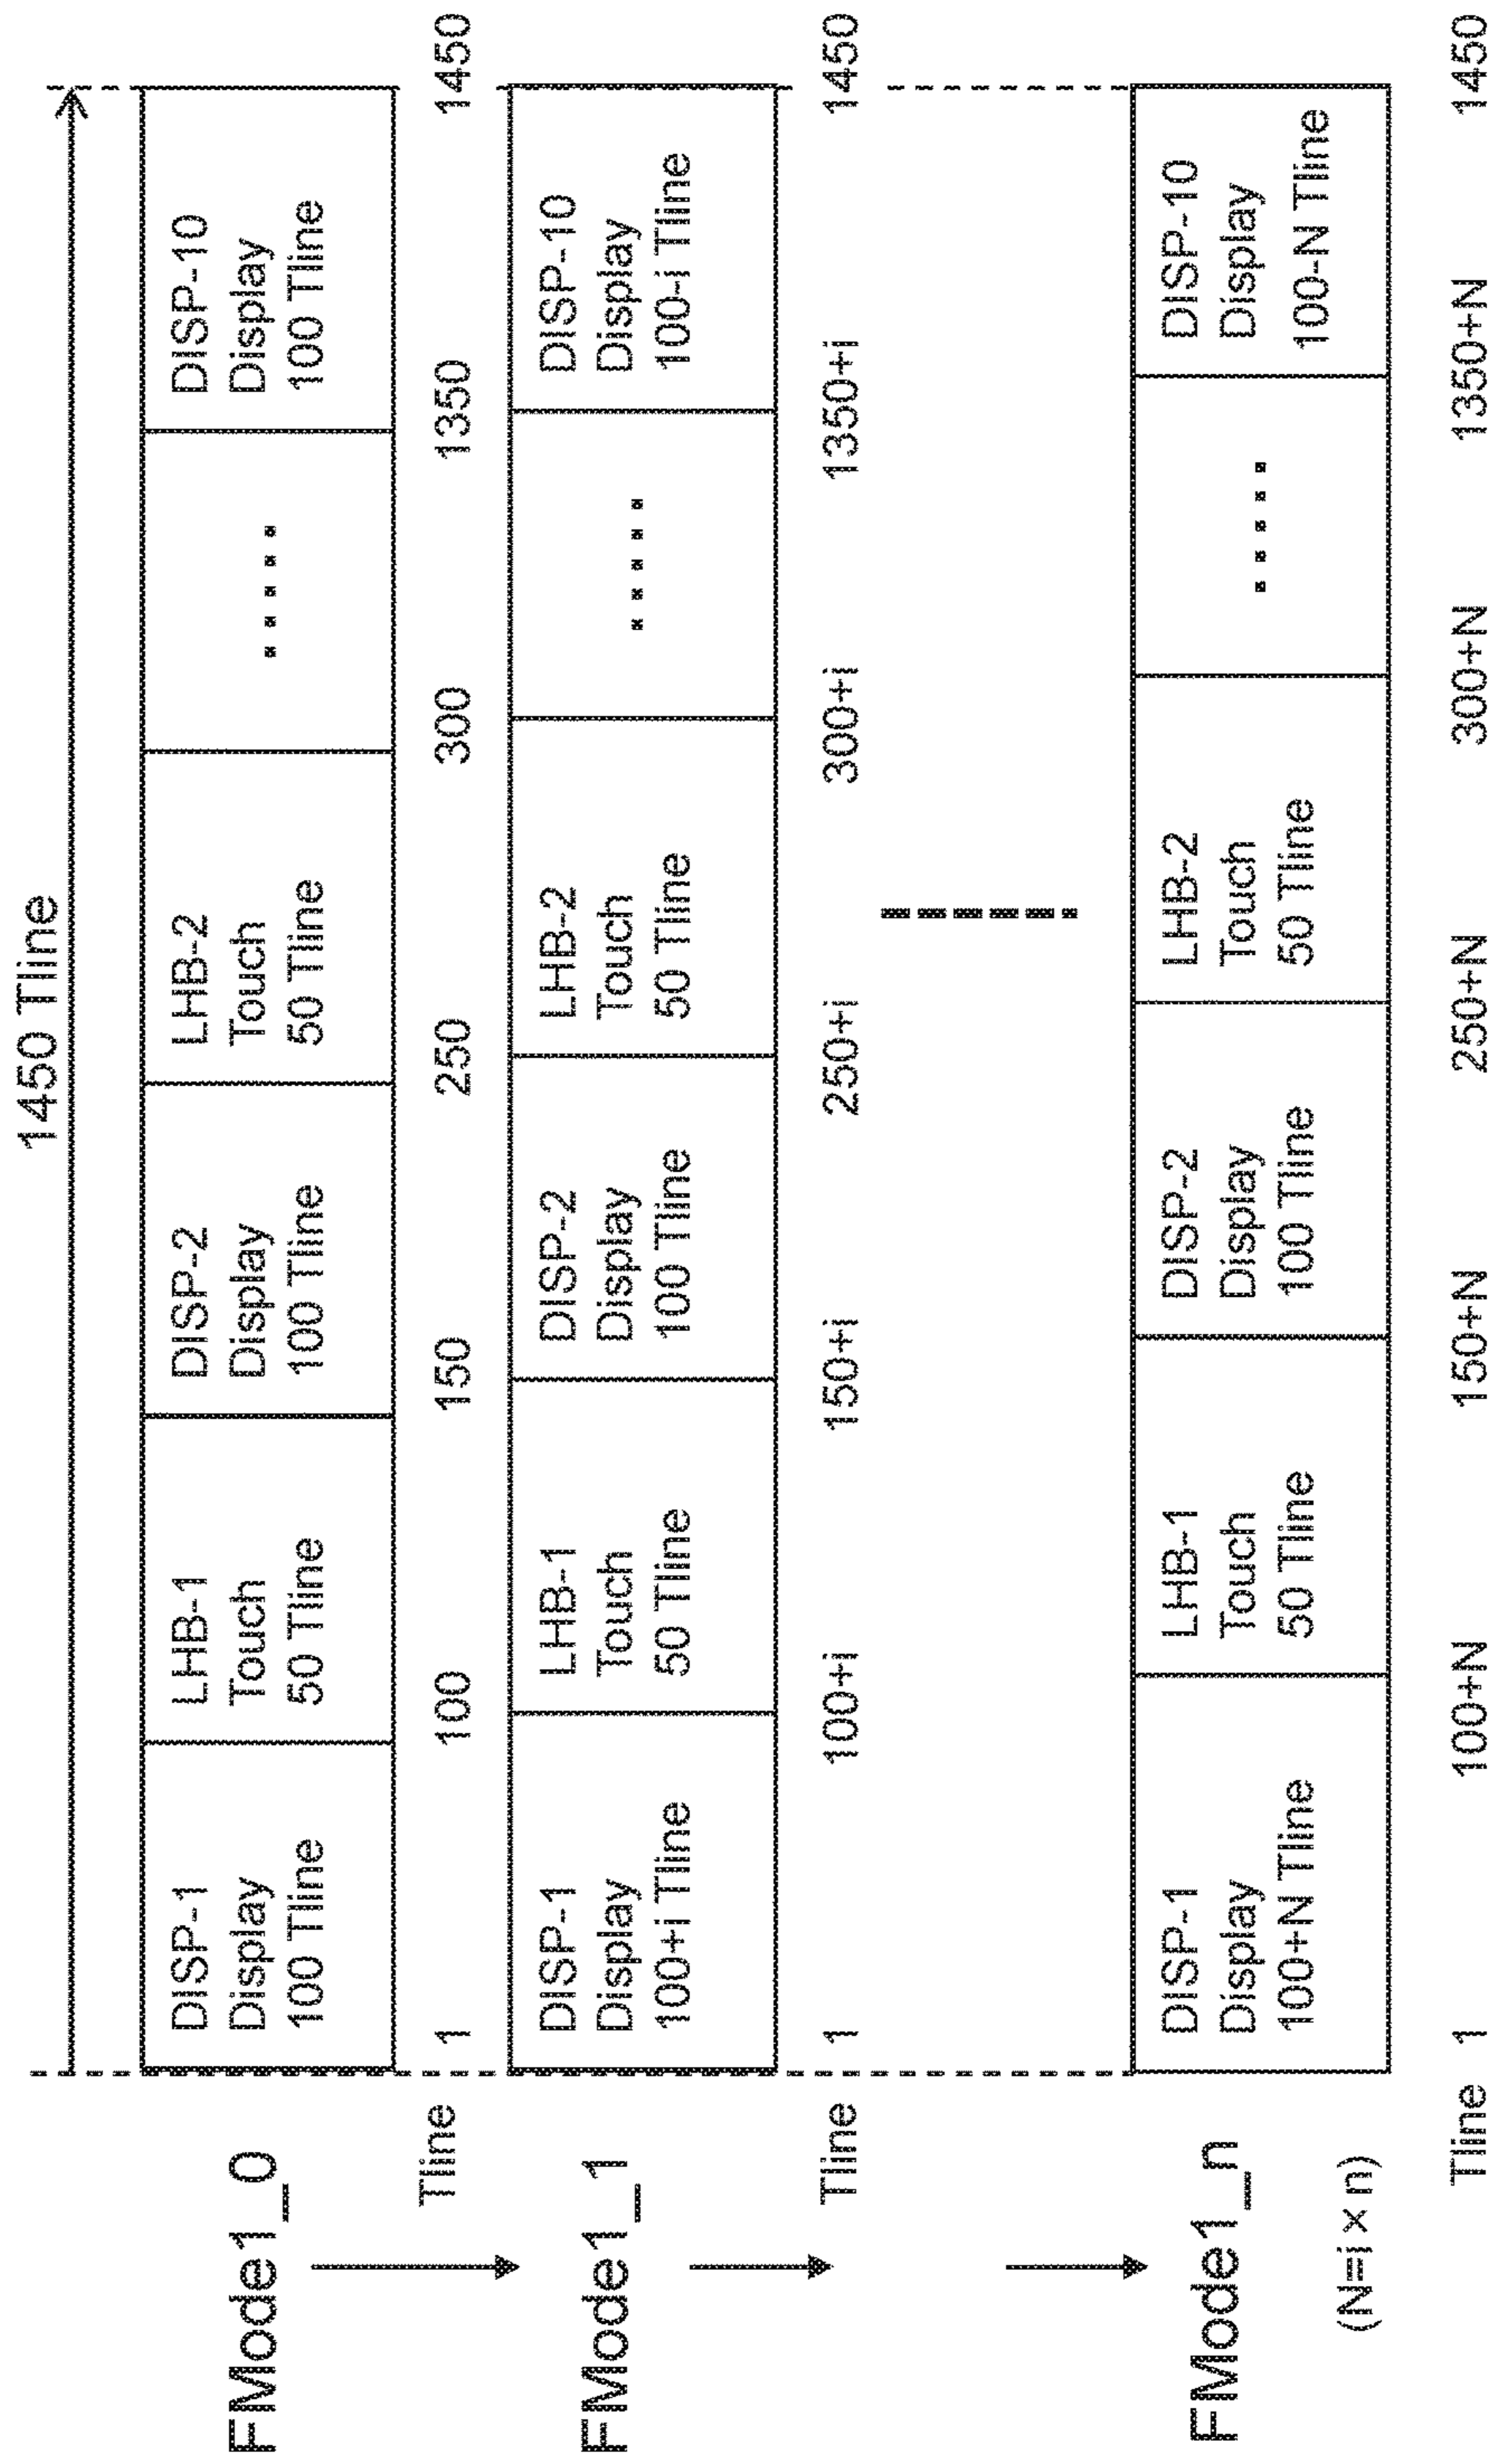 1450 Tline
FMode1_0
DISP-1
Display
100 Tline
LHB-1
Touch
50 Tline
DISP-2
Display
100 Tline
LHB-2
Touch
50 Tline
.....
DISP-10
Display
100 Tline
Tline 1 100 150 250 300 1350 1450
FMode1_1
DISP-1
Display
100+i Tline
LHB-1
Touch
50 Tline
DISP-2
Display
100 Tline
LHB-2
Touch
50 Tline
.....
DISP-10
Display
100-i Tline
Tline 1 100+i 150+i 250+i 300+i 1350+i 1450
FMode1_n
(N=i×n)
DISP-1
Display
100+N Tline
LHB-1
Touch
50 Tline
DISP-2
Display
100 Tline
LHB-2
Touch
50 Tline
.....
DISP-10
Display
100-N Tline
Tline 1 100+N 150+N 250+N 300+N 1350+N 1450